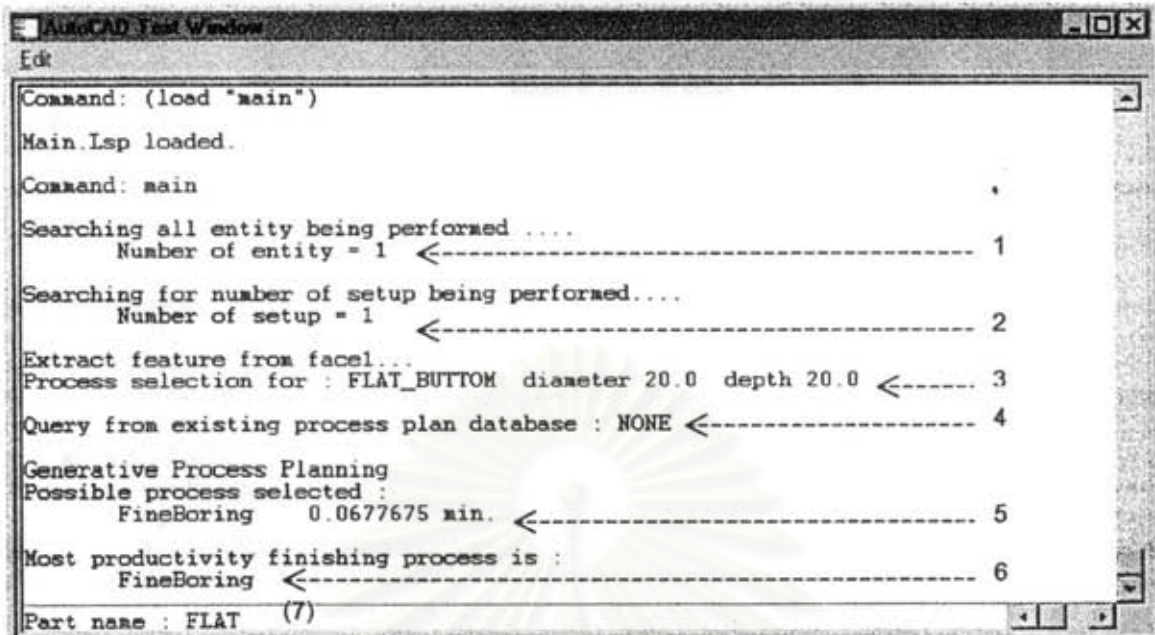 AutoCAD Text Window
Edit
Command: (load "main")
Main.Lsp loaded.
Command: main
Searching all entity being performed ....
Number of entity = 1 1
Searching for number of setup being performed....
Number of setup = 1 2
Extract feature from face1...
Process selection for : FLAT_BUTTOM diameter 20.0 depth 20.0 3
Query from existing process plan database : NONE 4
Generative Process Planning
Possible process selected :
FineBoring 0.0677675 min. 5
Most productivity finishing process is :
FineBoring 6
Part name : FLAT (7)